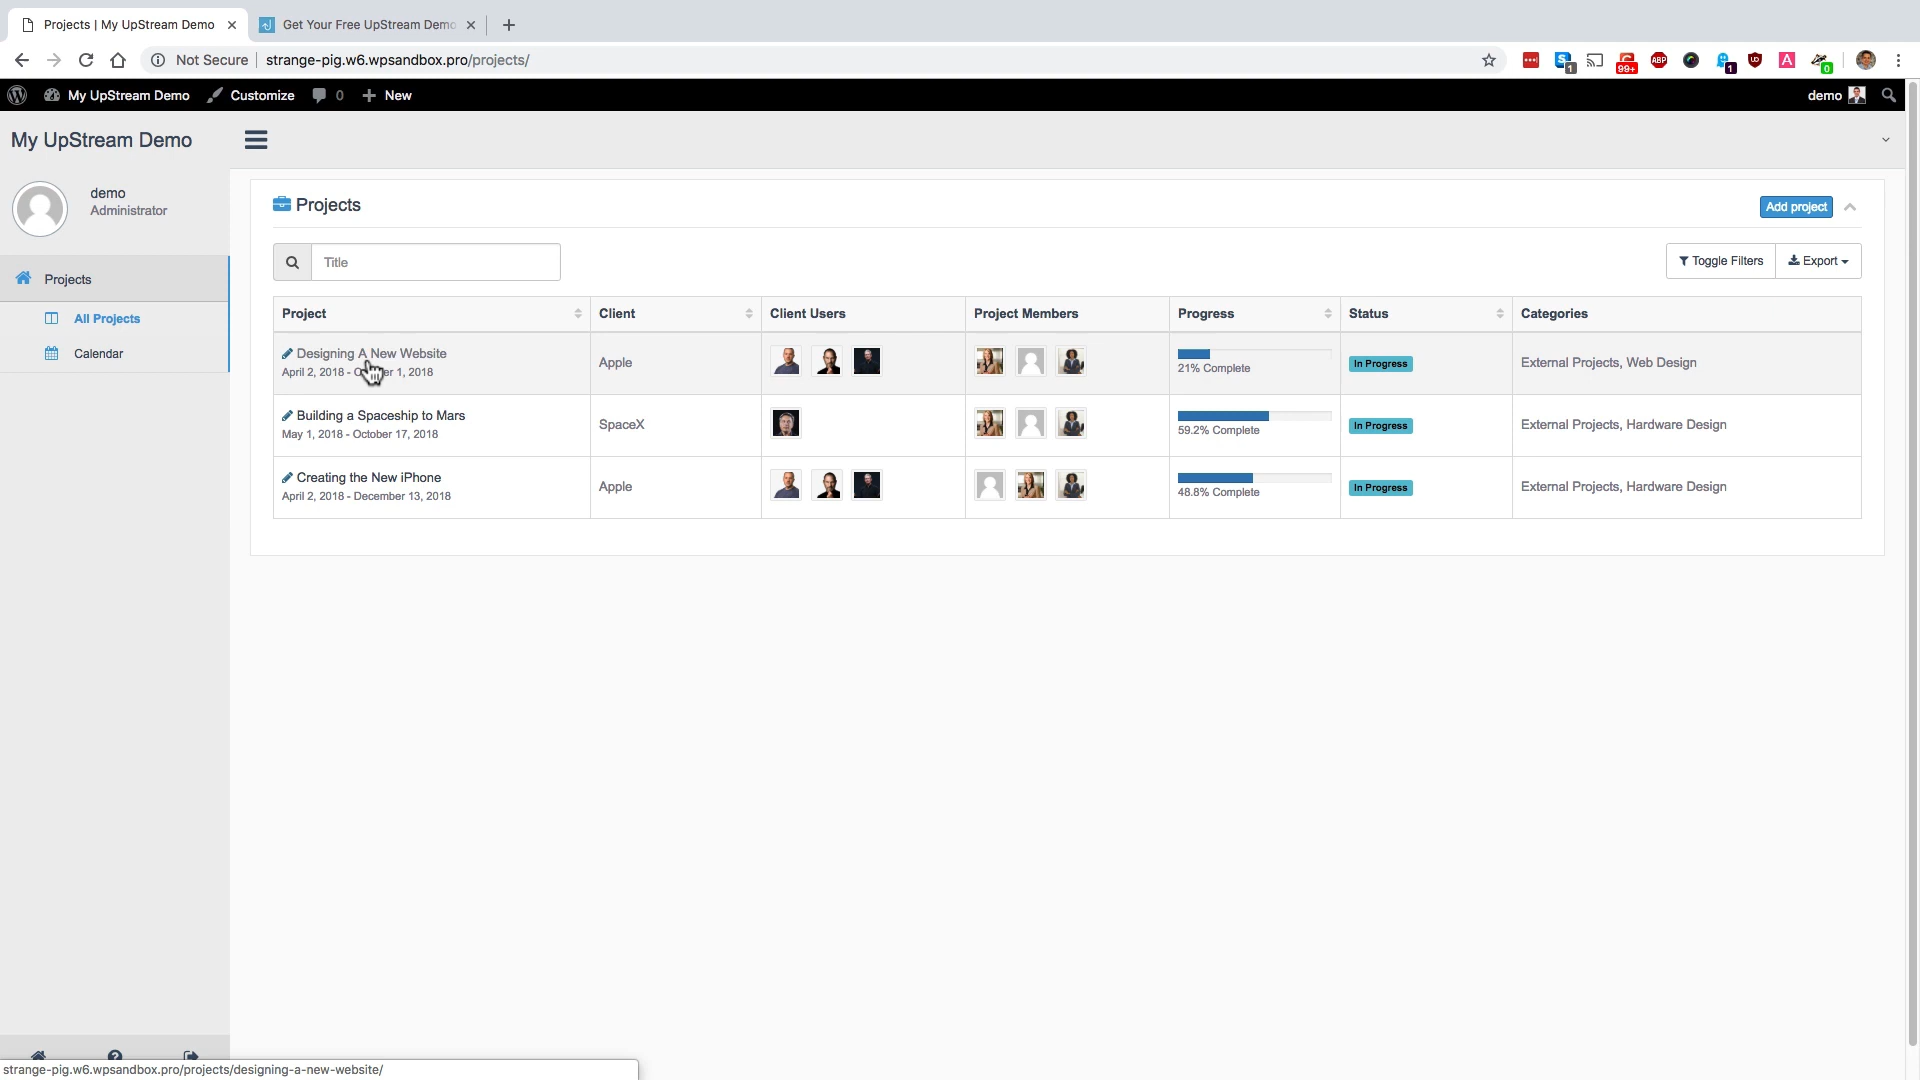 Projects | My UpStream Demo
Get Your Free UpStream Demo
Not Secure
strange-pig.w6.wpsandbox.pro/projects/
1
99+
ABP
1
A
0
My UpStream Demo
Customize
0
New
demo
My UpStream Demo
demo
Administrator
Projects
All Projects
Calendar
Projects
Add project
Title
Toggle Filters
Export
Project
Client
Client Users
Project Members
Progress
Status
Categories
Designing A New Website
April 2, 2018 - 1, 2018
Apple
21% Complete
In Progress
External Projects, Web Design
Building a Spaceship to Mars
May 1, 2018 - October 17, 2018
SpaceX
59.2% Complete
In Progress
External Projects, Hardware Design
Creating the New iPhone
April 2, 2018 - December 13, 2018
Apple
48.8% Complete
In Progress
External Projects, Hardware Design
strange-pig.w6.wpsandbox.pro/projects/designing-a-new-website/